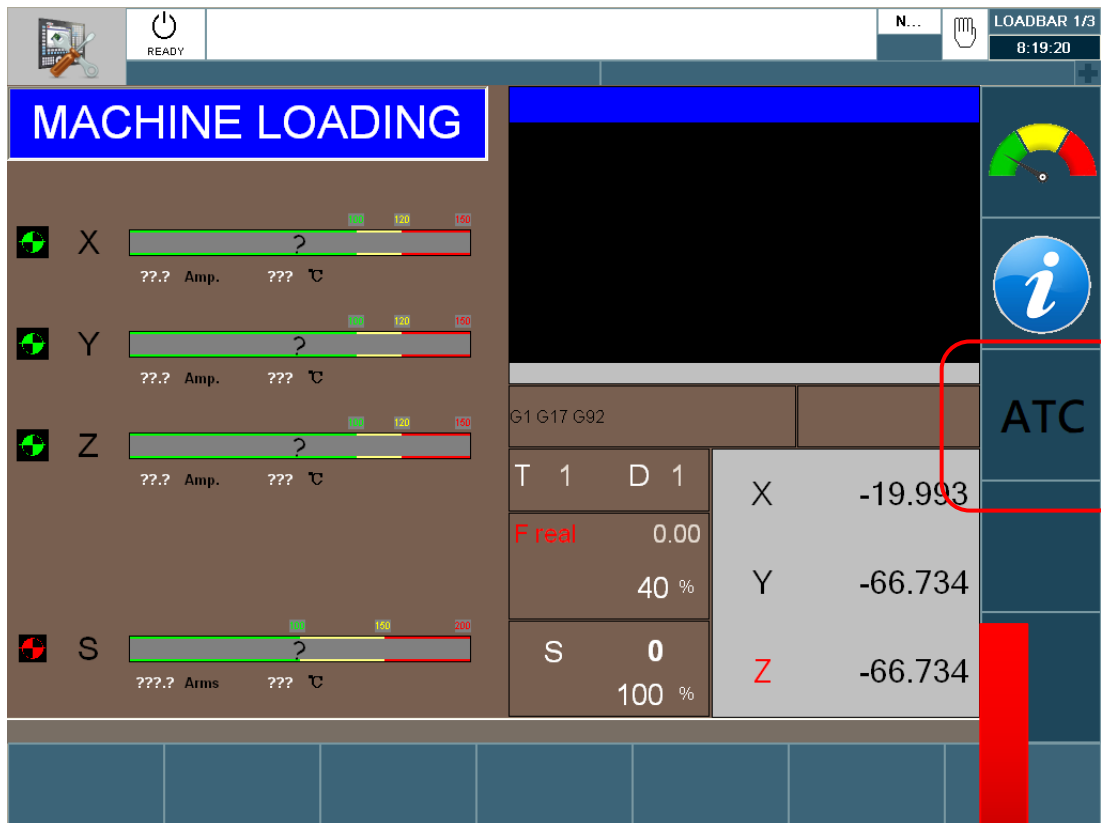 READY
N...
LOADBAR 1/3
8:19:20
MACHINE LOADING
100 120 150
X ?
??.? Amp. ??? ℃
100 120 150
Y ?
??.? Amp. ??? ℃
100 120 150
Z ?
??.? Amp. ??? ℃
100 150 200
S ?
???.? Arms ??? ℃
G1 G17 G92
T 1 D 1
F real 0.00
40 %
S 0
100 %
X -19.993
Y -66.734
Z -66.734
i
ATC